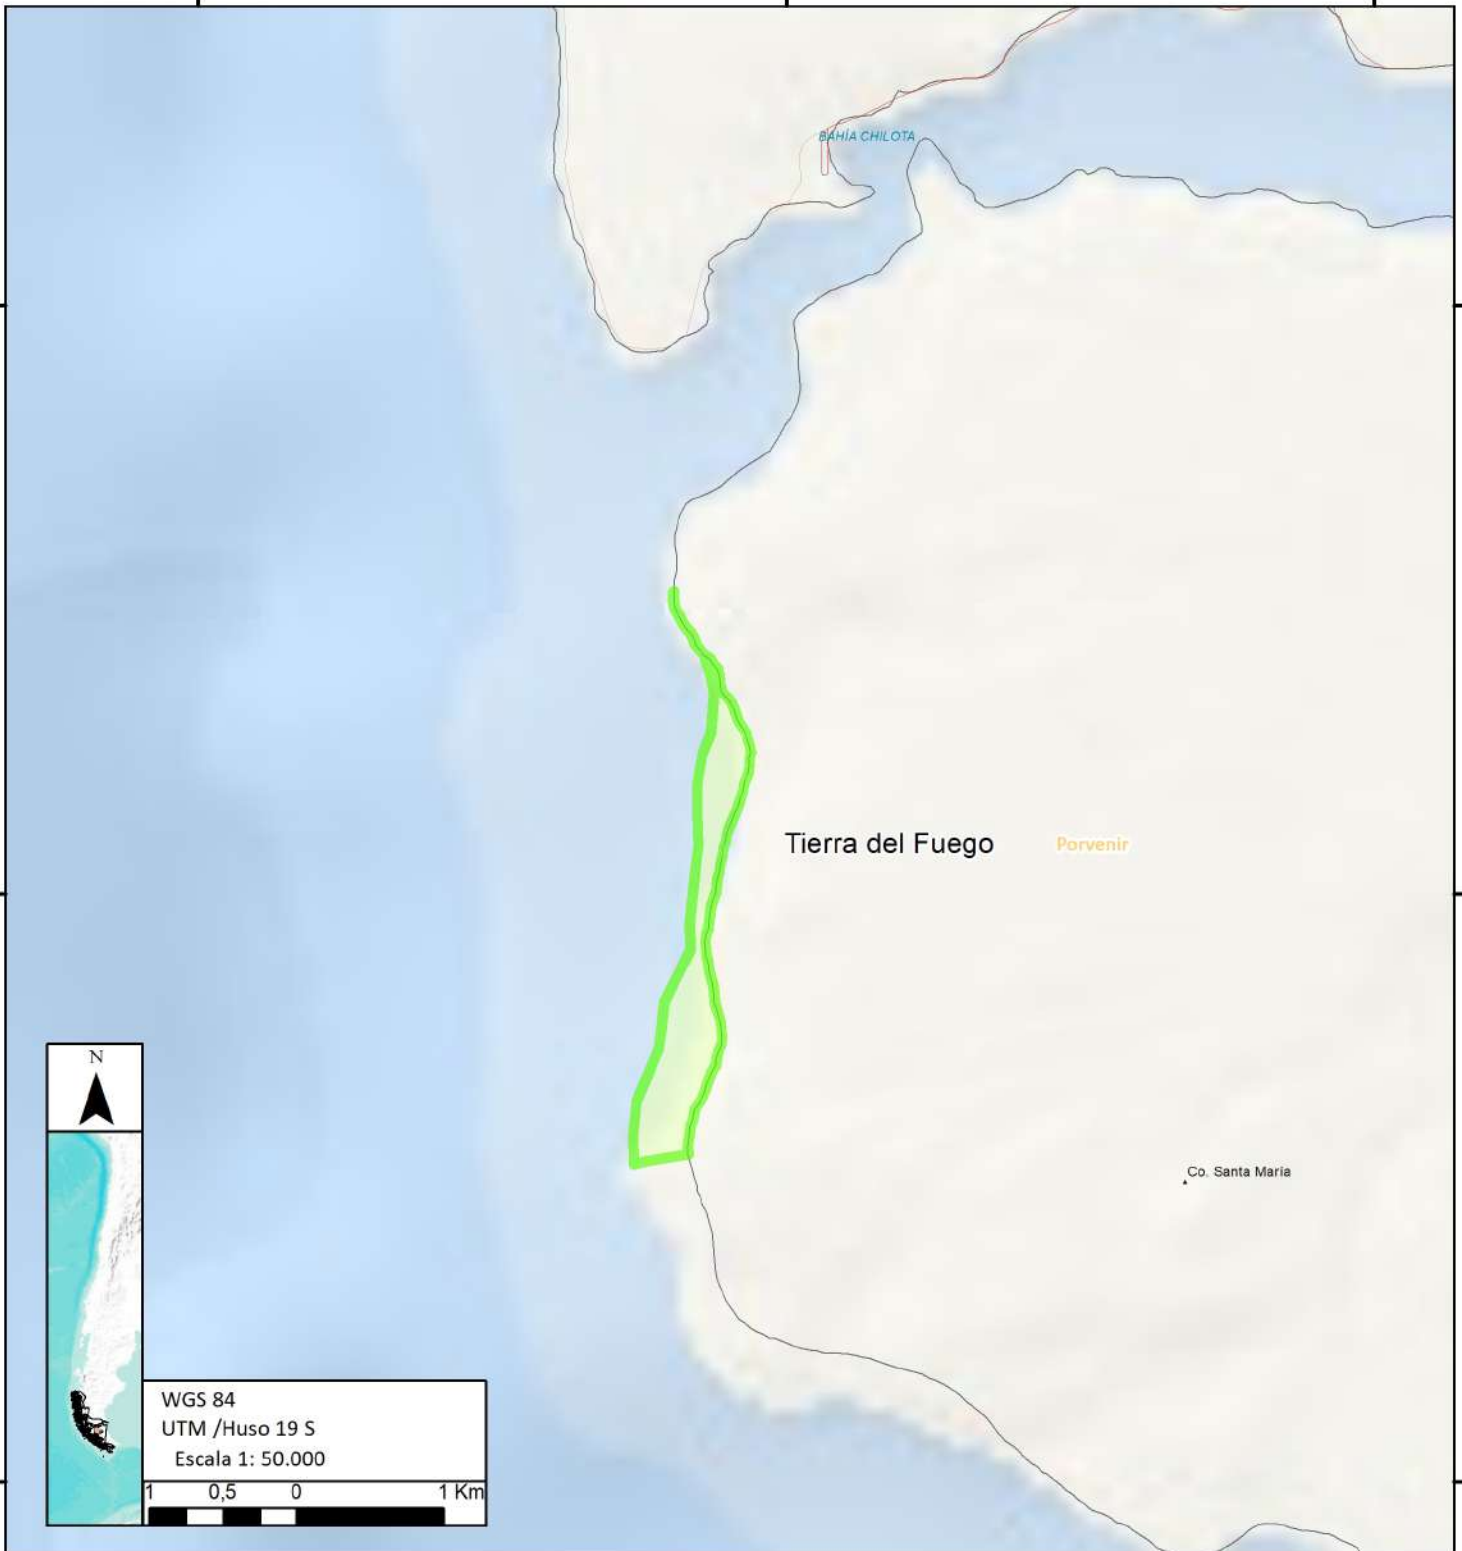 BAHÍA CHILOTA
Tierra del Fuego
Porvenir
Co. Santa María
N
WGS 84
UTM /Huso 19 S
Escala 1: 50.000
1 0,5 0 1 Km